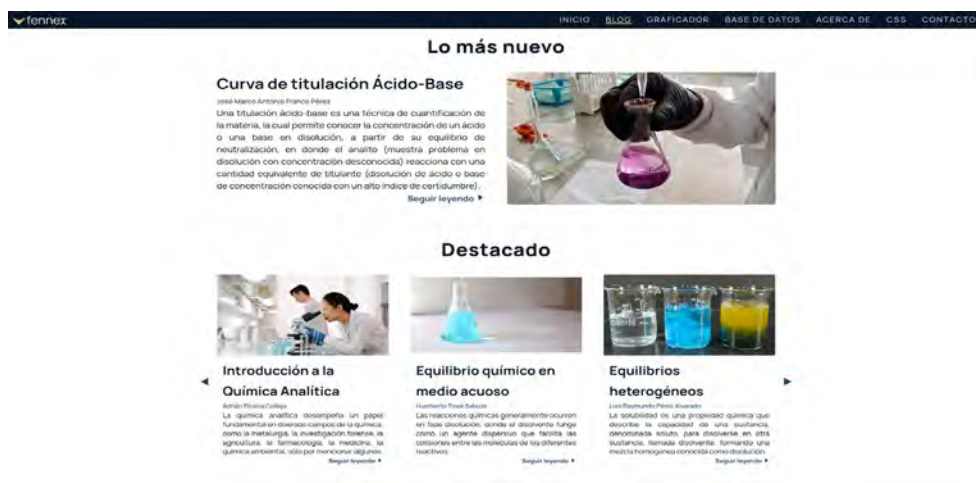 fennex
INICIO BLOG GRAFICADOR BASE DE DATOS ACERCA DE CSS CONTACTO
Lo más nuevo
Curva de titulación Ácido-Base
José Marco Antonio Franco Pérez
Una titulación ácido-base es una técnica de cuantificación de
la materia, la cual permite conocer la concentración de un ácido
o una base en disolución, a partir de su equilibrio de
neutralización, en donde el analito (muestra problema en
disolución con concentración desconocida) reacciona con una
cantidad equivalente de titulante (disolución de ácido o base
de concentración conocida con un alto índice de certidumbre).
Seguir leyendo
Destacado
Introducción a la
Química Analítica
Adrián
La química analítica desempeña un papel
fundamental en diversos campos de la química,
como la metalurgia, la investigación forense, la
agricultura, la farmacología, la medicina, la
química ambiental, sólo por mencionar algunos.
Seguir leyendo
Equilibrio químico en
medio acuoso
Humberto Salazar
Las reacciones químicas generalmente ocurren
en fase disolución, donde el disolvente funge
como un agente dispersor que facilita las
colisiones entre las moléculas de los diferentes
reactivos.
Seguir leyendo
Equilibrios
heterogéneos
Luis Raymundo Pérez Alvarado
La solubilidad es una propiedad química que
describe la capacidad de una sustancia,
denominada soluto, para disolverse en otra
sustancia, llamada disolvente, formando una
mezcla homogénea conocida como disolución.
Seguir leyendo